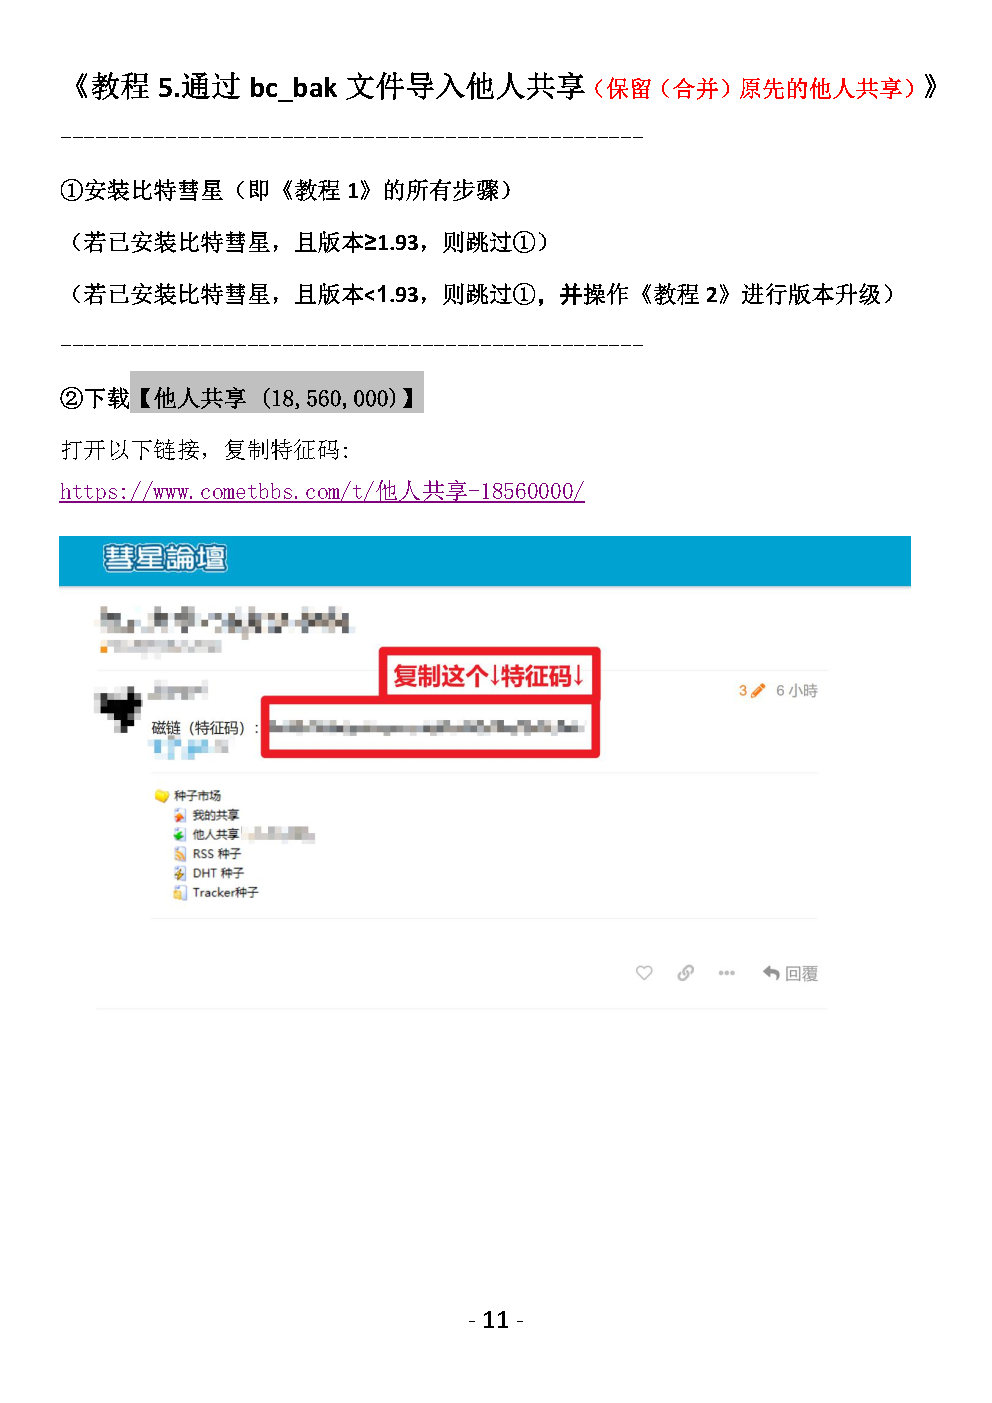 《教程 5.通过 bc_bak 文件导入他人共享（保留（合并）原先的他人共享）》
--------------------------------------------------
①安装比特彗星（即《教程 1》的所有步骤）
（若已安装比特彗星，且版本≥1.93，则跳过①）
（若已安装比特彗星，且版本<1.93，则跳过①，并操作《教程 2》进行版本升级）
--------------------------------------------------
②下载【他人共享 (18,560,000)】
打开以下链接，复制特征码:
https://www.cometbbs.com/t/他人共享-18560000/
彗星論壇
复制这个↓特征码↓
3 6 小時
磁链（特征码）:
种子市场
我的共享
他人共享
RSS 种子
DHT 种子
Tracker种子
回覆
- 11 -